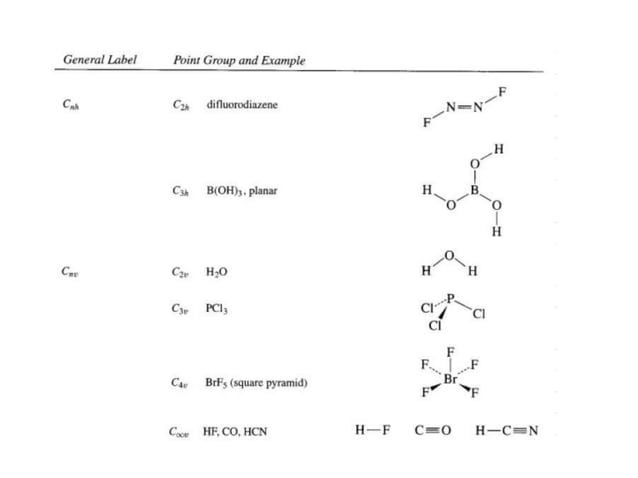 General Label Point Group and Example
Cnh C2h difluorodiazene
F
N=N
F
H
O
C3h B(OH)3, planar H B
O O
H
O
Cnv C2v H2O H H
C3v PCl3 Cl P Cl
Cl
F
F F
C4v BrF5 (square pyramid) Br
F F
C∞v HF, CO, HCN H—F C≡O H—C≡N